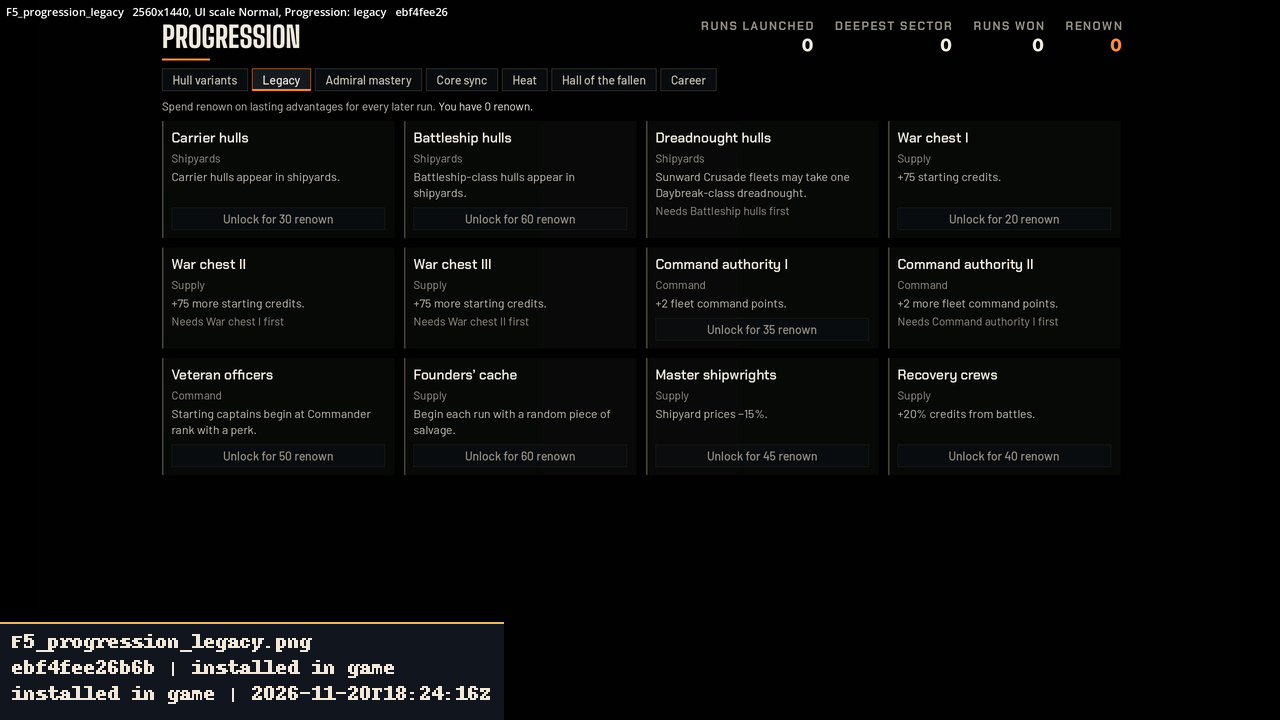 F5_progression_legacy 2560x1440, UI scale Normal, Progression: legacy ebf4fee26
PROGRESSION
RUNS LAUNCHED DEEPEST SECTOR RUNS WON RENOWN
0 0 0 0
Hull variants Legacy Admiral mastery Core sync Heat Hall of the fallen Career
Spend renown on lasting advantages for every later run. You have 0 renown.
Carrier hulls
Shipyards
Carrier hulls appear in shipyards.
Unlock for 30 renown
Battleship hulls
Shipyards
Battleship-class hulls appear in
shipyards.
Unlock for 60 renown
Dreadnought hulls
Shipyards
Sunward Crusade fleets may take one
Daybreak-class dreadnought.
Needs Battleship hulls first
War chest I
Supply
+75 starting credits.
Unlock for 20 renown
War chest II
Supply
+75 more starting credits.
Needs War chest I first
War chest III
Supply
+75 more starting credits.
Needs War chest II first
Command authority I
Command
+2 fleet command points.
Unlock for 35 renown
Command authority II
Command
+2 more fleet command points.
Needs Command authority I first
Veteran officers
Command
Starting captains begin at Commander
rank with a perk.
Unlock for 50 renown
Founders' cache
Supply
Begin each run with a random piece of
salvage.
Unlock for 60 renown
Master shipwrights
Supply
Shipyard prices −15%.
Unlock for 45 renown
Recovery crews
Supply
+20% credits from battles.
Unlock for 40 renown
F5_progression_legacy.png
ebf4fee26b6b | installed in game
installed in game | 2026-11-20T18:24:16Z